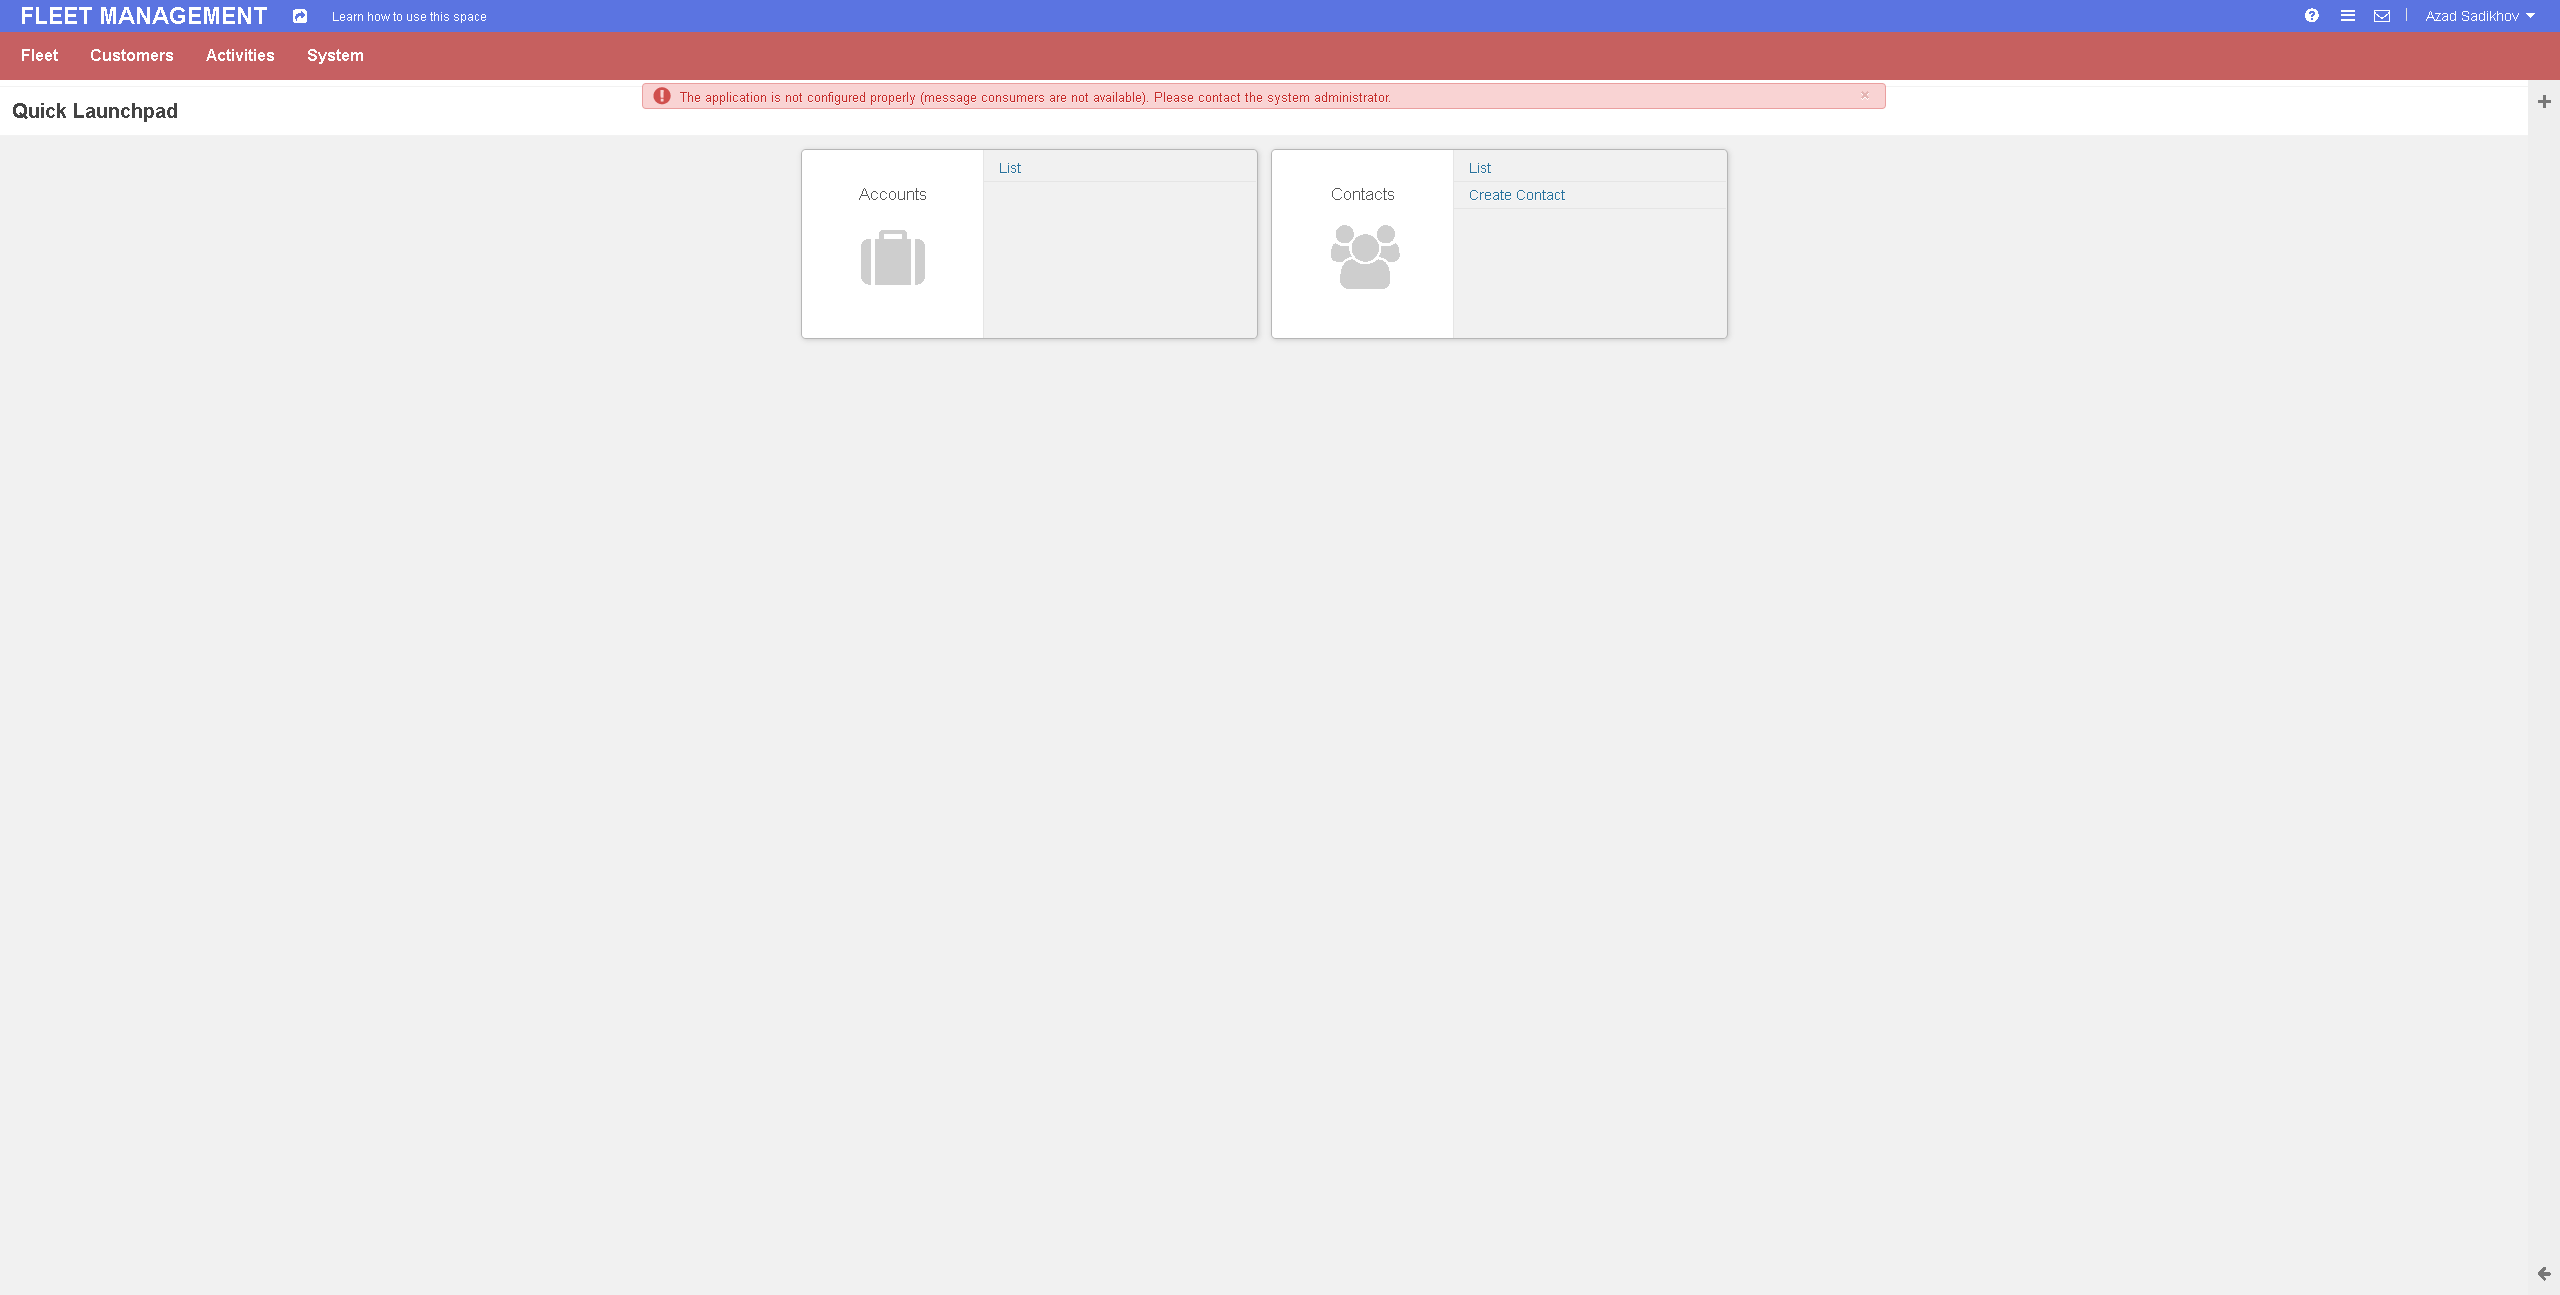 FLEET MANAGEMENT Learn how to use this space Azad Sadikhov
Fleet Customers Activities System
The application is not configured properly (message consumers are not available). Please contact the system administrator. ×
Quick Launchpad
Accounts
List
Contacts
List
Create Contact